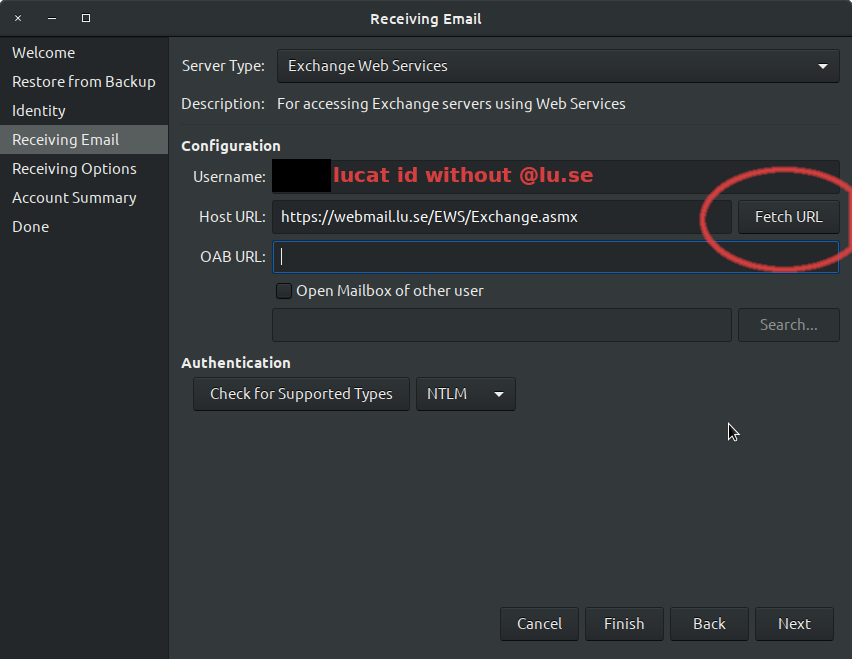 Receiving Email
Welcome
Restore from Backup
Identity
Receiving Email
Receiving Options
Account Summary
Done
Server Type: Exchange Web Services
Description: For accessing Exchange servers using Web Services
Configuration
Username: lucat id without @lu.se
Host URL: https://webmail.lu.se/EWS/Exchange.asmx Fetch URL
OAB URL:
Open Mailbox of other user
Search...
Authentication
Check for Supported Types NTLM
Cancel Finish Back Next